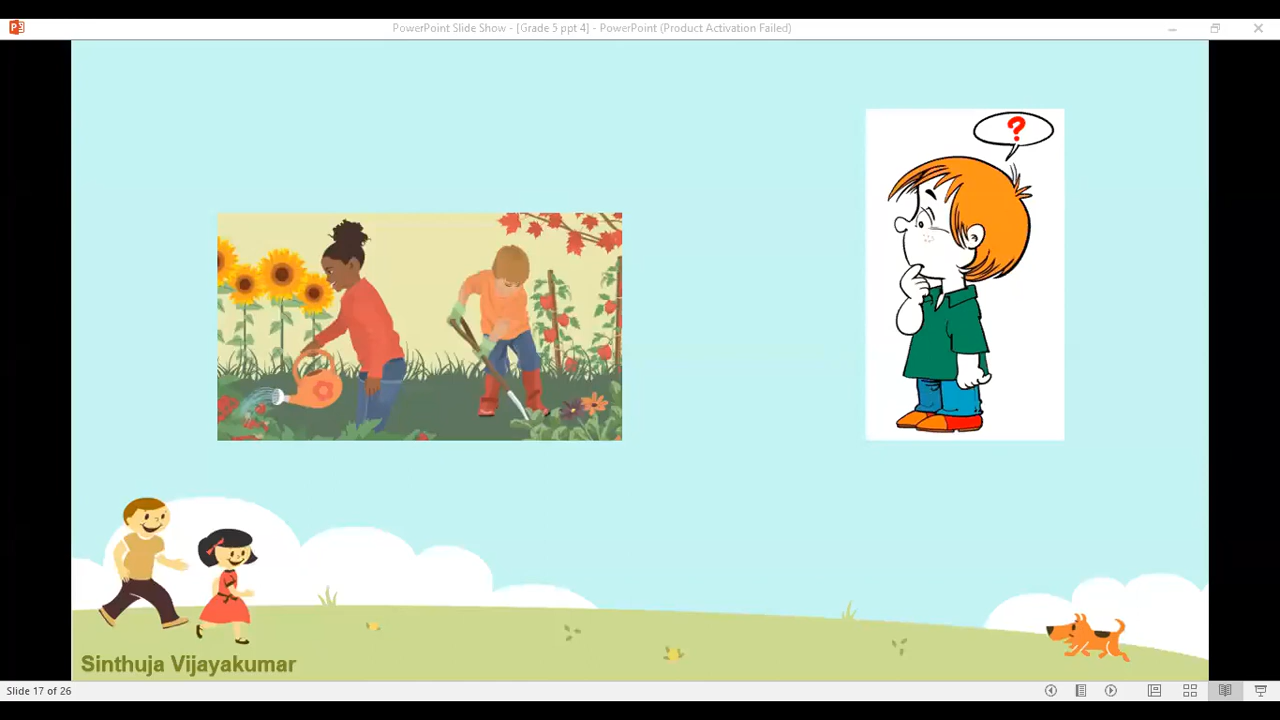 PowerPoint Slide Show - [Grade 5 ppt 4] - PowerPoint (Product Activation Failed)
?
Sinthuja Vijayakumar
Slide 17 of 26